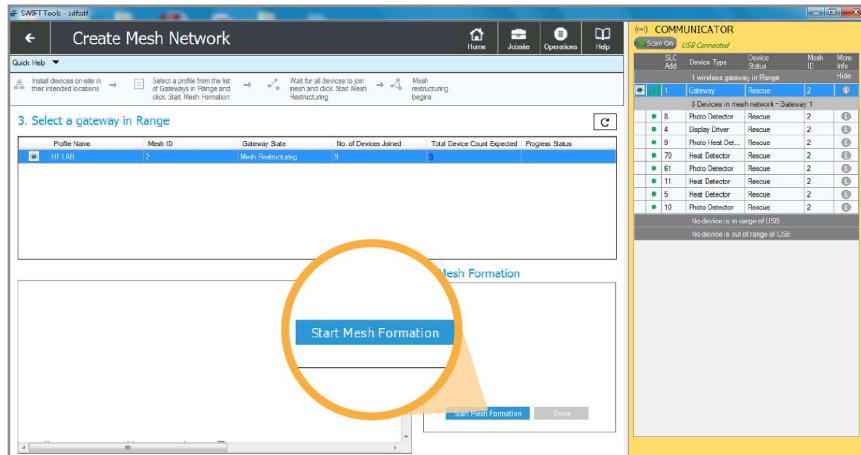 SWIFT Tools - sdfsdf
Create Mesh Network
Home
Jobsite
Operations
Help
Quick Help
Install devices on-site in
their intended locations
Select a profile from the list
of Gateways in Range and
click Start Mesh Formation
Wait for all devices to join
mesh and click Start Mesh
Restructuring
Mesh
restructuring
begins
3. Select a gateway in Range
Profile Name Mesh ID Gateway State No. of Devices Joined Total Device Count Expected Progress Status
HF LAB 2 Mesh Restructuring 9 9
Mesh Formation
Start Mesh Formation
Start Mesh Formation Done
COMMUNICATOR
Scan On USB Connected
SLC Add. Device Type Device Status Mesh ID More Info
1 wireless gateway in Range Hide
1 Gateway Rescue 2
8 Devices in mesh network - Gateway 1
8 Photo Detector Rescue 2
4 Display Driver Rescue 2
9 Photo Heat Det... Rescue 2
70 Heat Detector Rescue 2
61 Photo Detector Rescue 2
11 Heat Detector Rescue 2
5 Heat Detector Rescue 2
10 Photo Detector Rescue 2
No device is in range of USB
No device is out of range of USB